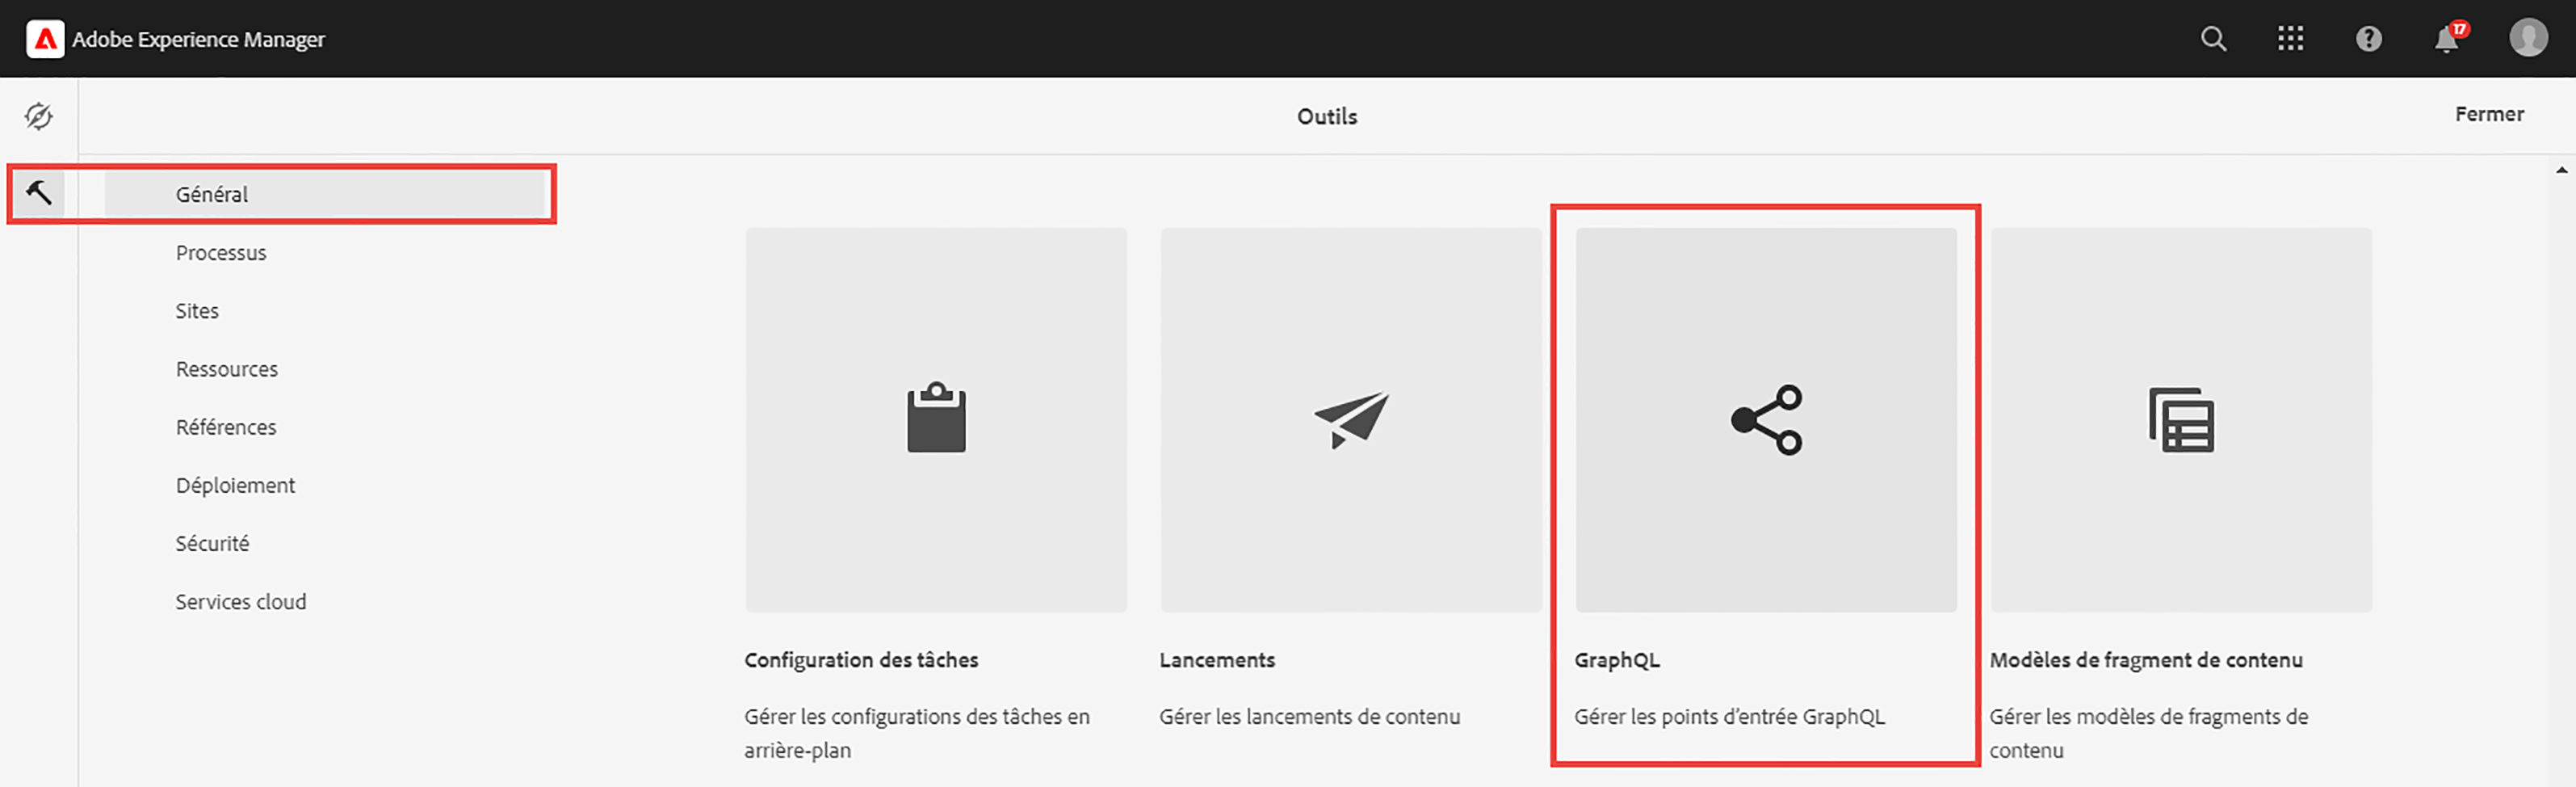 Adobe Experience Manager
17
Outils
Fermer
Général
Processus
Sites
Ressources
Références
Déploiement
Sécurité
Services cloud
Configuration des tâches
Gérer les configurations des tâches en
arrière-plan
Lancements
Gérer les lancements de contenu
GraphQL
Gérer les points d’entrée GraphQL
Modèles de fragment de contenu
Gérer les modèles de fragments de
contenu